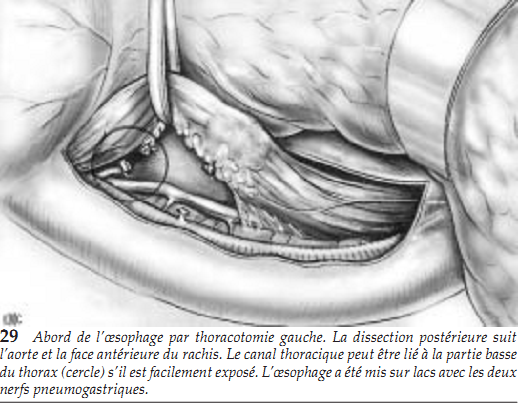 29 Abord de l'œsophage par thoracotomie gauche. La dissection postérieure suit
l'aorte et la face antérieure du rachis. Le canal thoracique peut être lié à la partie basse
du thorax (cercle) s'il est facilement exposé. L'œsophage a été mis sur lacs avec les deux
nerfs pneumogastriques.